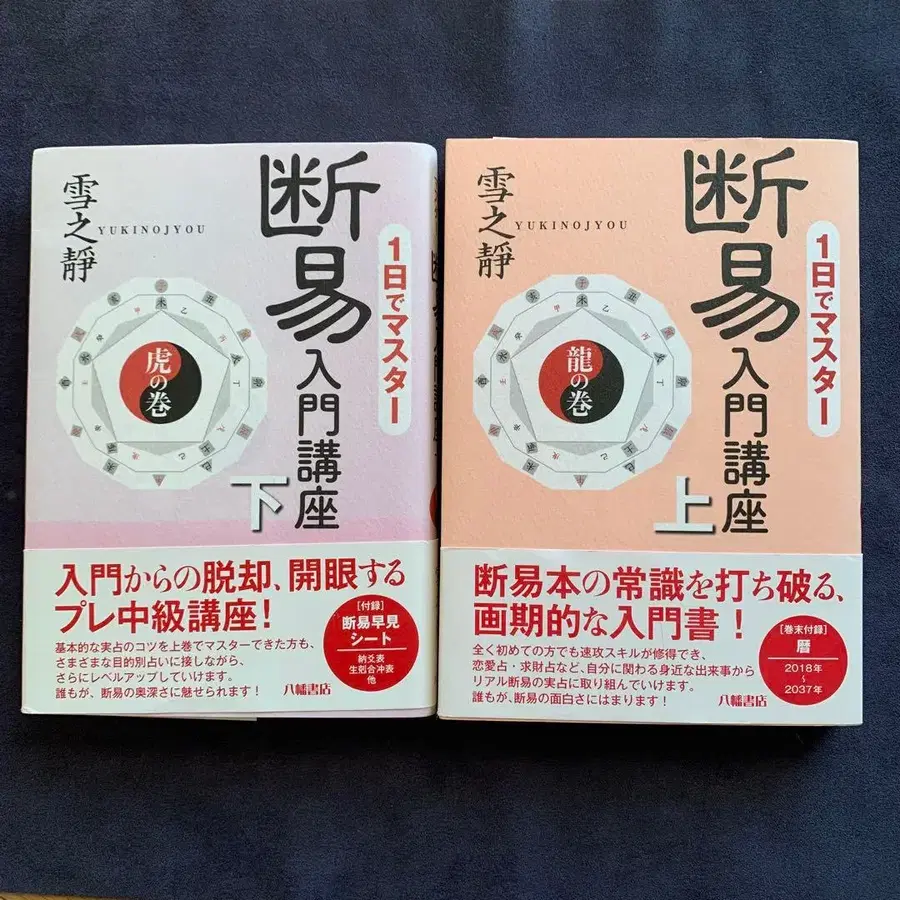 1日でマスター
断易
入門講座
下
雪之靜
YUKINOJYOU
虎の巻
入門からの脱却、開眼する
プレ中級講座!
基本的な実占のコツを上巻でマスターできた方も、
さまざまな目的別占いに接しながら、
さらにレベルアップしていけます。
誰もが、断易の奥深さに魅せられます!
[付録]
断易早見
シート
納爻表
生剋合冲表
他
八幡書店
1日でマスター
断易
入門講座
上
雪之靜
YUKINOJYOU
龍の巻
断易本の常識を打ち破る、
画期的な入門書!
全く初めての方でも速攻スキルが修得でき、
恋愛占・求財占など、自分に関わる身近な出来事から
リアル断易の実占に取り組んでいけます。
誰もが、断易の面白さにはまります!
[巻末付録]
暦
2018年
〜
2037年
八幡書店